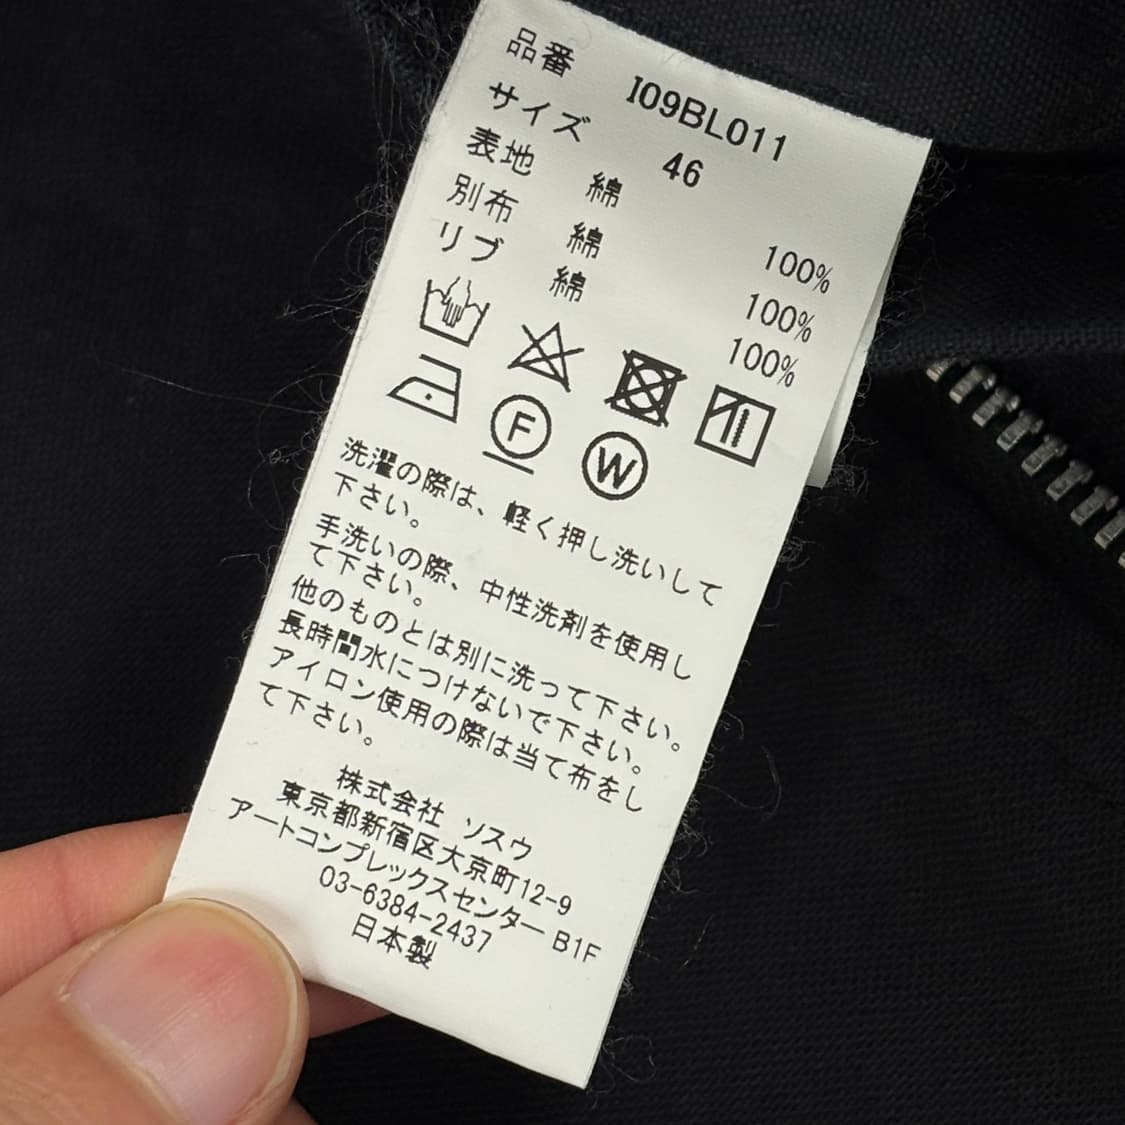 品番 I09BL011
サイズ 46
表地 綿 100%
別布 綿 100%
リブ 綿 100%
F
W
洗濯の際は、軽く押し洗いして
下さい。
手洗いの際、中性洗剤を使用し
て下さい。
他のものとは別に洗って下さい。
長時間水につけないで下さい。
アイロン使用の際は当て布をし
て下さい。
株式会社 ソスウ
東京都新宿区大京町12-9
アートコンプレックスセンター B1F
03-6384-2437
日本製